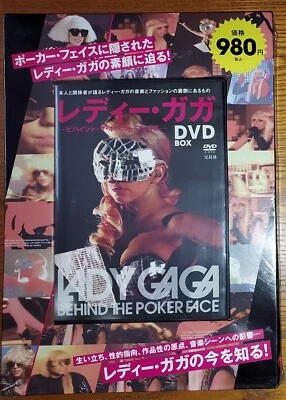 ポーカー・フェイスに隠された
レディー・ガガの素顔に迫る!
価格
980円
税込
本人と関係者が語るレディー・ガガの音楽とファッションの裏側にあるもの
レディー・ガガ
DVD
BOX
DVD
宝島社
LADY GAGA
BEHIND THE POKER FACE
生い立ち、性的指向、作品性の原点、音楽シーンへの影響…
レディー・ガガの今を知る!